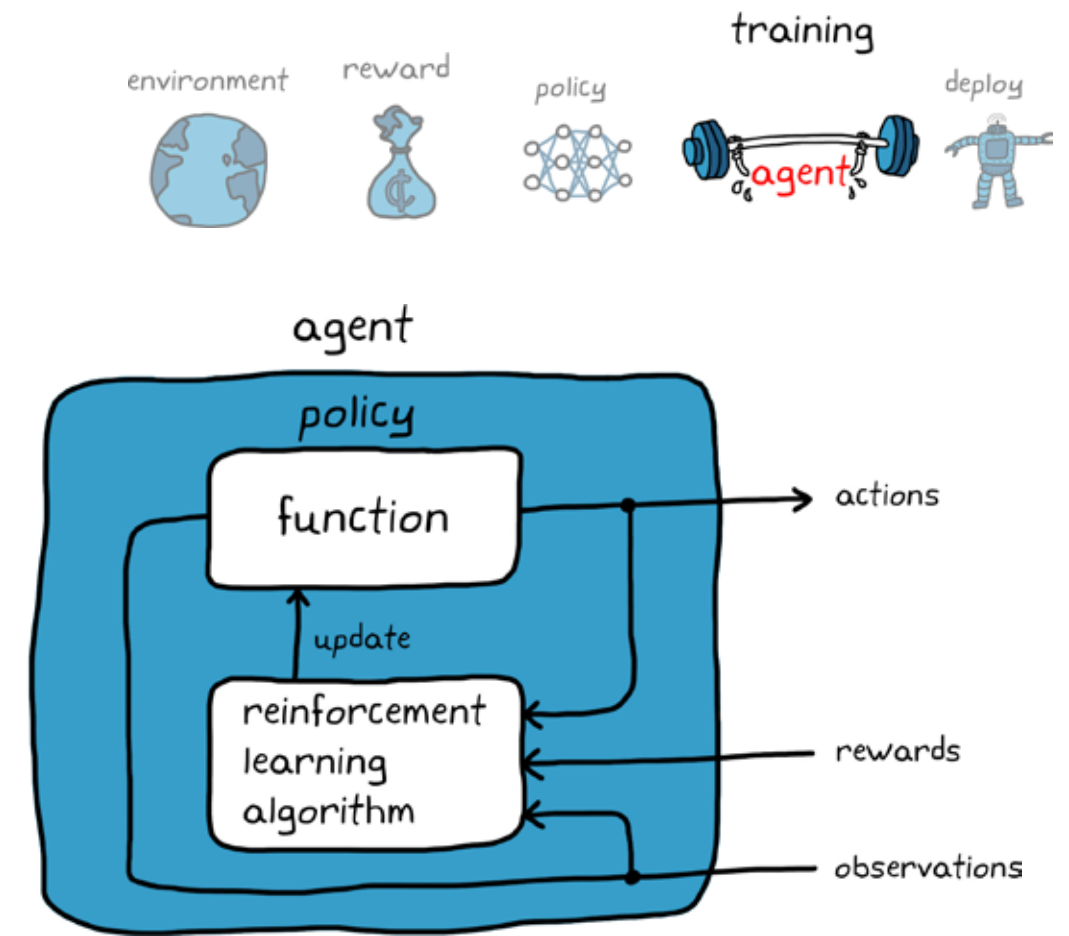 training
environment
reward
policy
deploy
agent
agent
policy
function
actions
update
reinforcement
learning
algorithm
rewards
observations